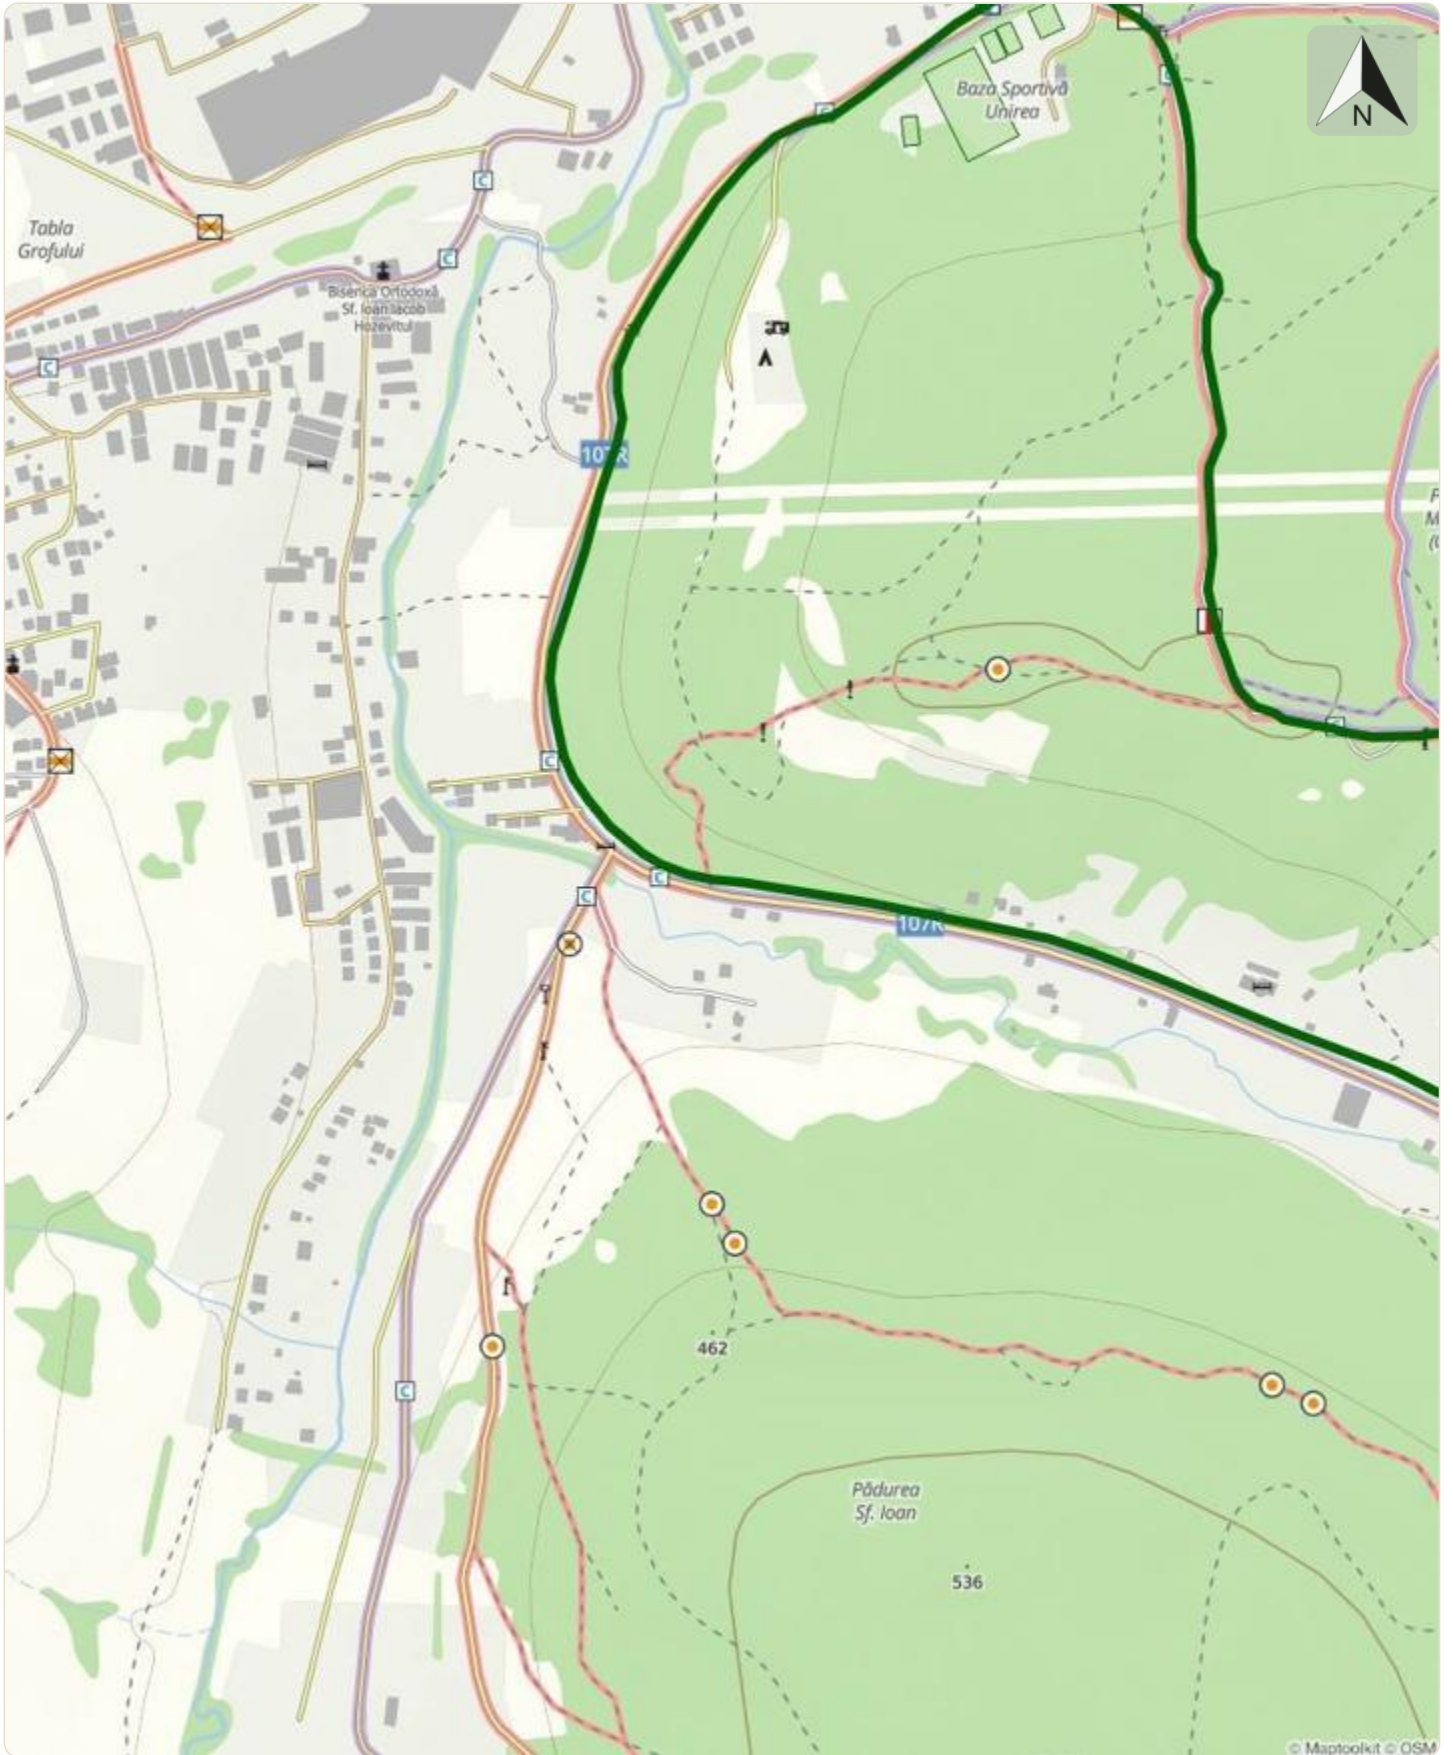 Baza Sportivă
Unirea
N
C
C
C
Tabla
Grofului
C
Biserica Ortodoxă
Sf. Ioan Iacob
Hozevitul
C
107R
P
M
C
C
C
C
107R
462
C
Pădurea
Sf. Ioan
536
© Maptoolkit © OSM